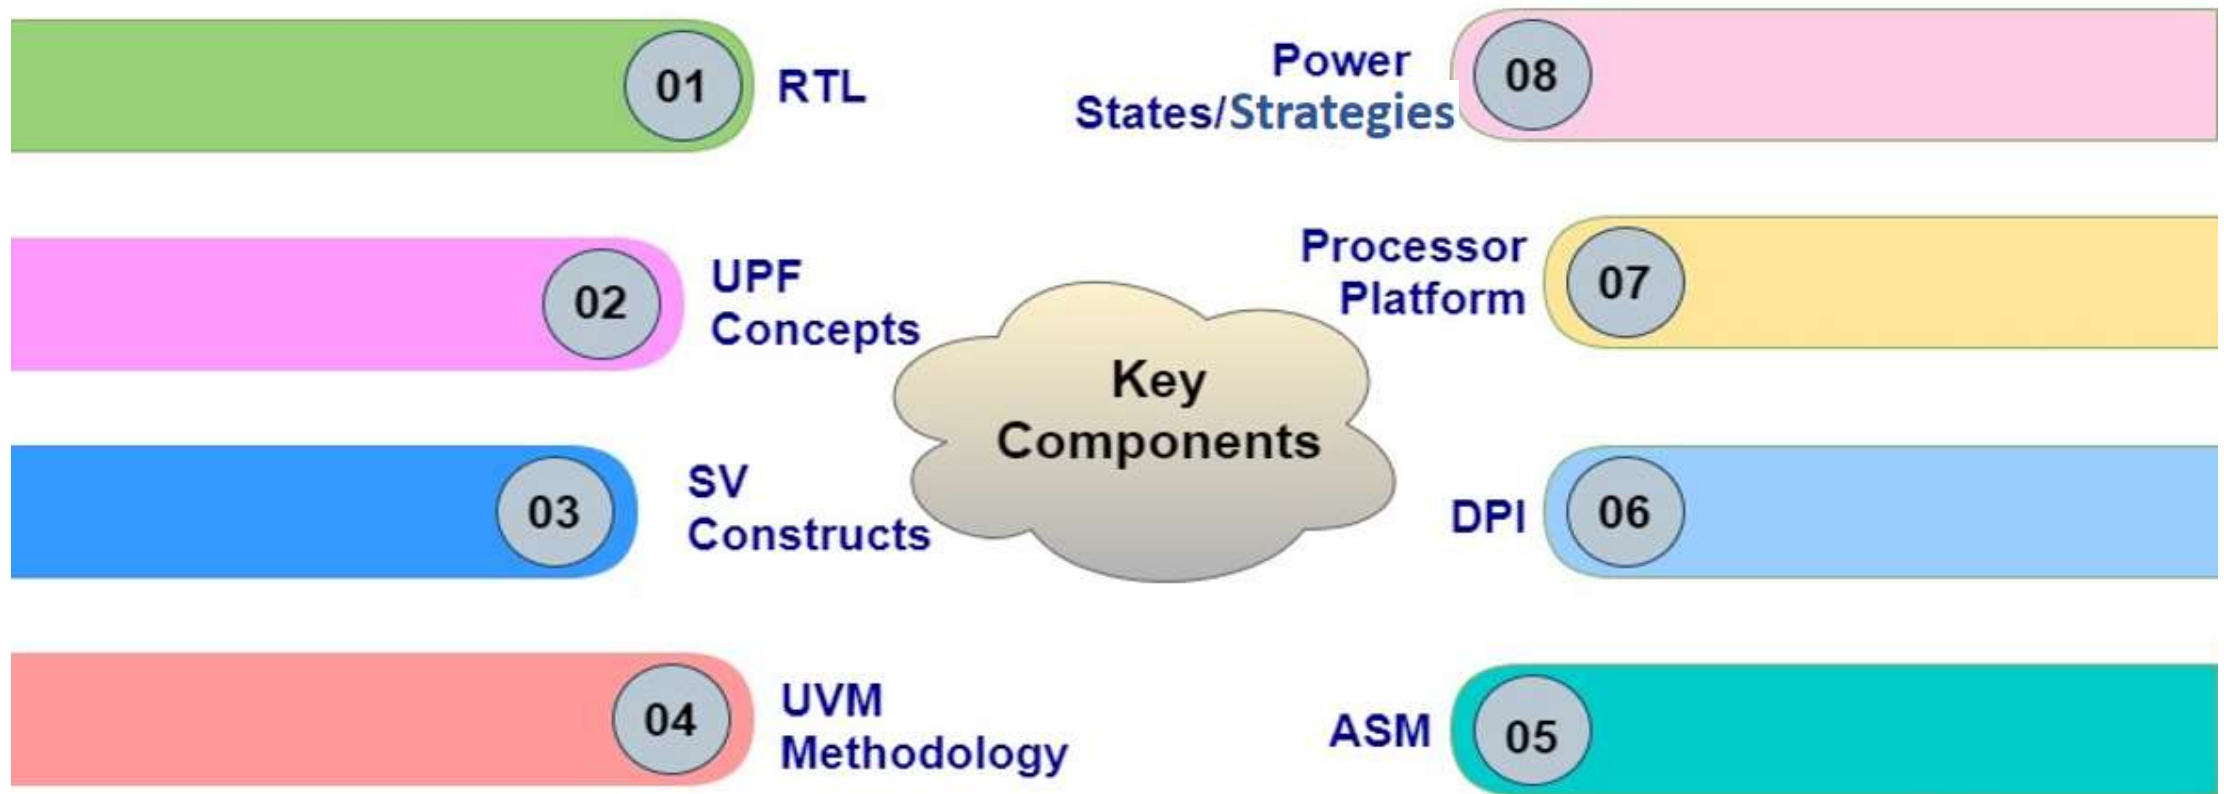 01
RTL
02
UPF
Concepts
03
SV
Constructs
04
UVM
Methodology
Key
Components
Power
States/Strategies
08
Processor
Platform
07
DPI
06
ASM
05